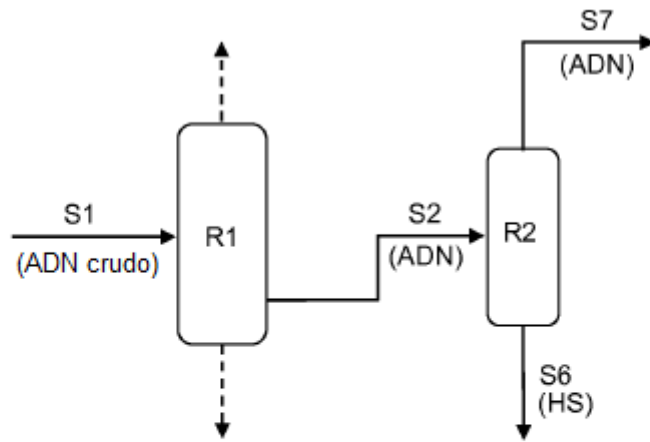 S7
(ADN)
S1
(ADN crudo)
R1
S2
(ADN)
R2
S6
(HS)